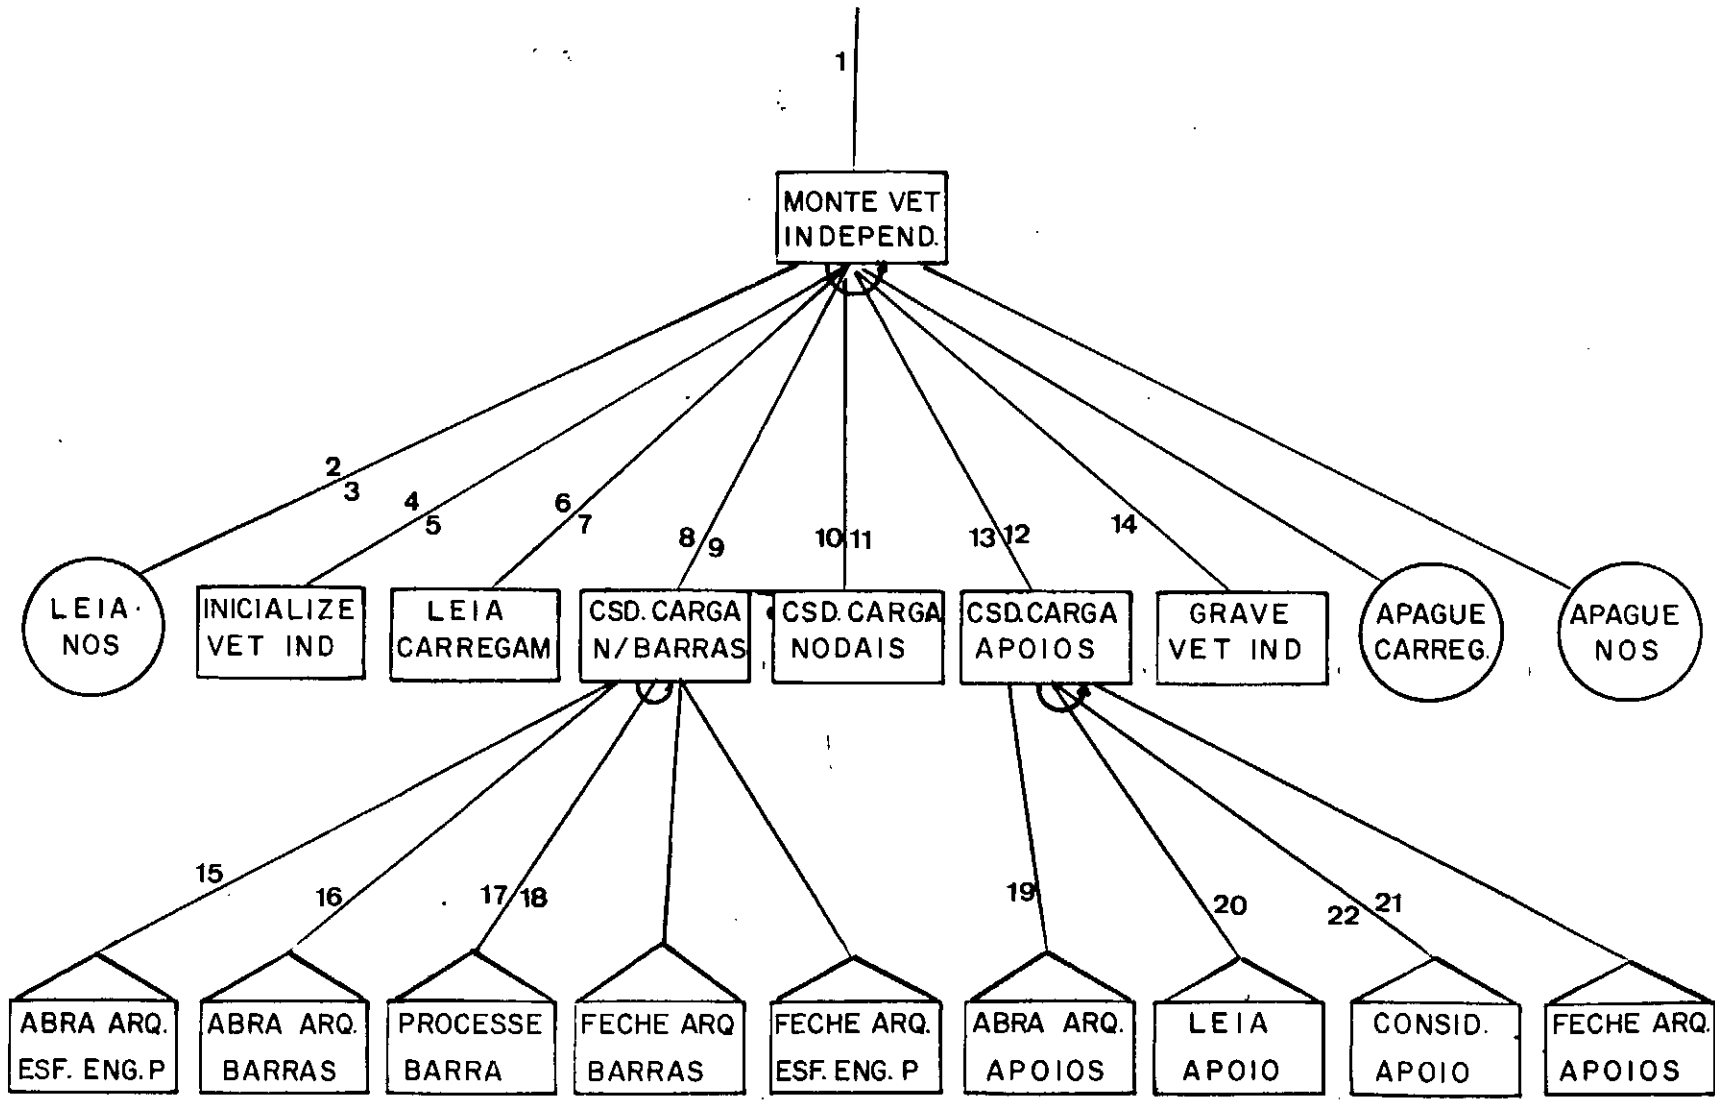 1
MONTE VET
INDEPEND.
2
3
4
5
6
7
8
9
10 11
13 12
14
LEIA
NOS
INICIALIZE
VET IND
LEIA
CARREGAM
CSD. CARGA
N/BARRAS
CSD. CARGA
NODAIS
CSD. CARGA
APOIOS
GRAVE
VET IND
APAGUE
CARREG.
APAGUE
NOS
15
16
17 18
19
20
22 21
ABRA ARQ.
ESF. ENG. P
ABRA ARQ.
BARRAS
PROCESSE
BARRA
FECHE ARQ
BARRAS
FECHE ARQ.
ESF. ENG. P
ABRA ARQ.
APOIOS
LEIA
APOIO
CONSID.
APOIO
FECHE ARQ.
APOIOS